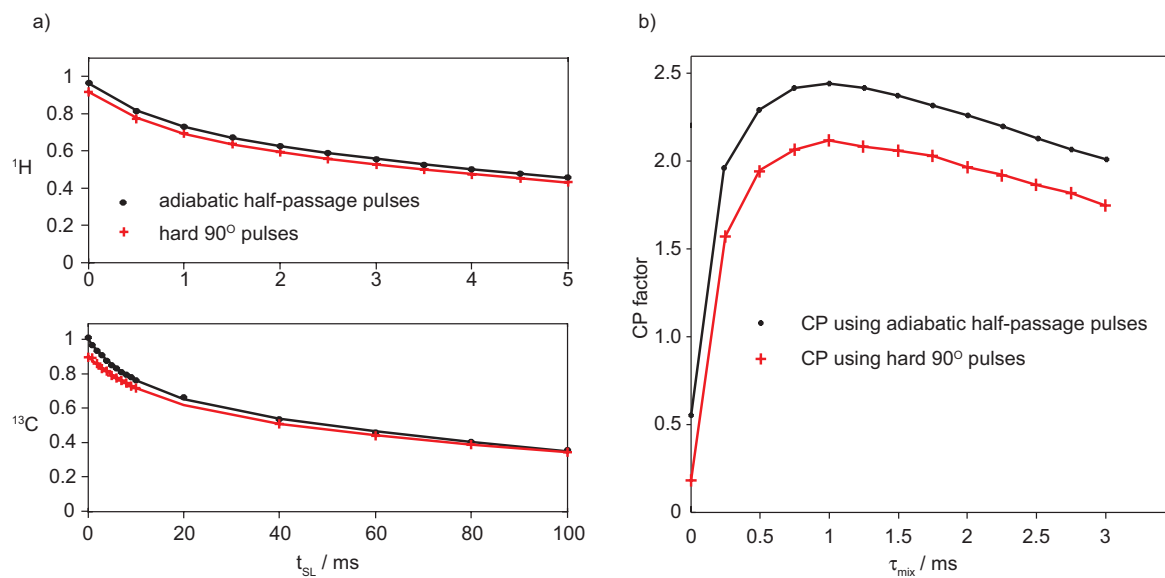 a)
1
0.8
0.6
0.4
0.2
0
¹H
adiabatic half-passage pulses
hard 90⁰ pulses
0 1 2 3 4 5
1
0.8
0.6
0.4
0.2
0
¹³C
0 20 40 60 80 100
t_SL / ms
b)
2.5
2.0
1.5
1.0
0.5
0
CP factor
CP using adiabatic half-passage pulses
CP using hard 90⁰ pulses
0 0.5 1 1.5 2 2.5 3
τ_mix / ms